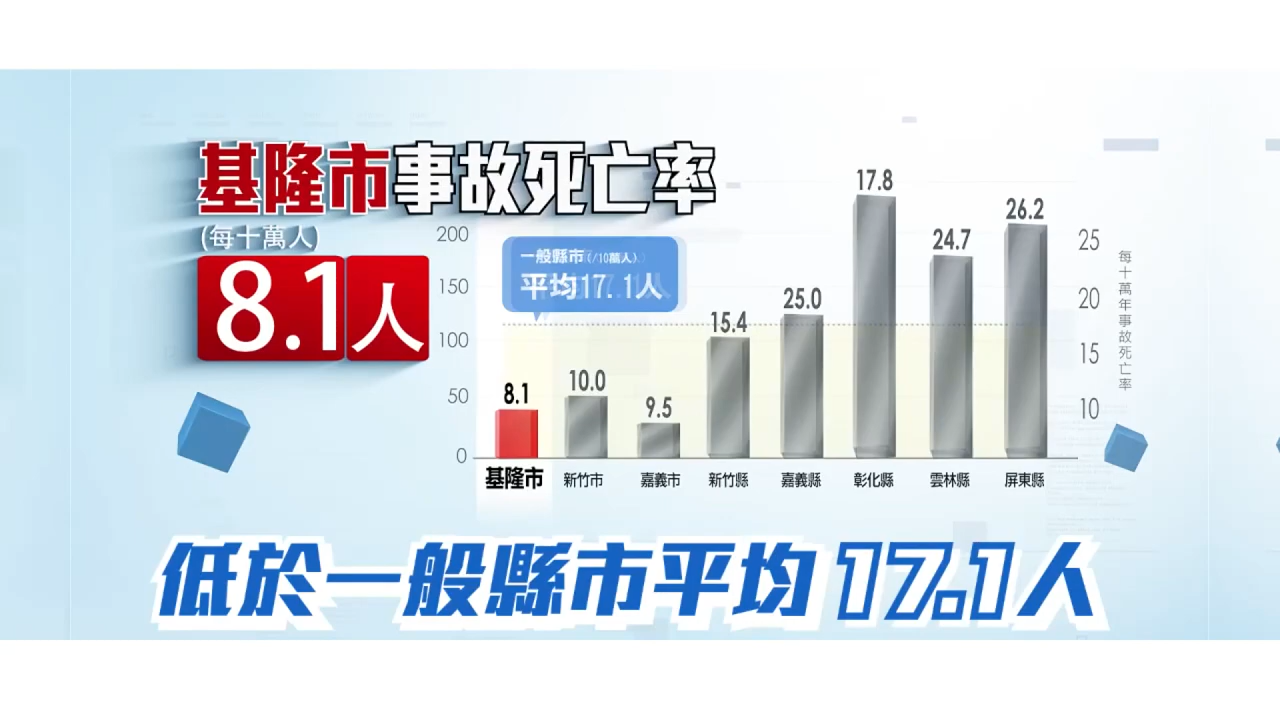 基隆市事故死亡率
(每十萬人)
8.1人
一般縣市(/10萬人)
平均17.1人
200
150
100
50
0
8.1
10.0
9.5
15.4
25.0
17.8
24.7
26.2
25
20
15
10
每十萬年事故死亡率
基隆市
新竹市
嘉義市
新竹縣
嘉義縣
彰化縣
雲林縣
屏東縣
低於一般縣市平均17.1人